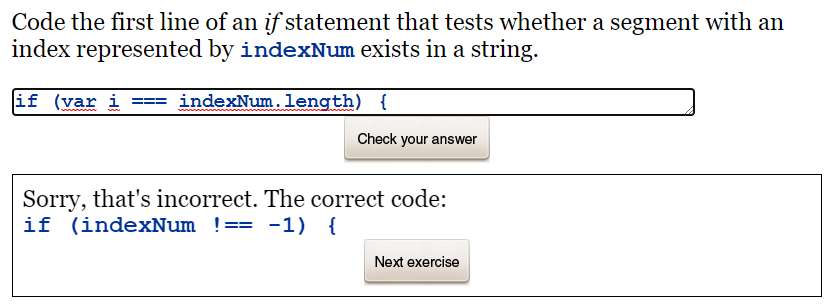 Code the first line of an if statement that tests whether a segment with an
index represented by indexNum exists in a string.
if (var i === indexNum.length) {
Check your answer
Sorry, that's incorrect. The correct code:
if (indexNum !== -1) {
Next exercise